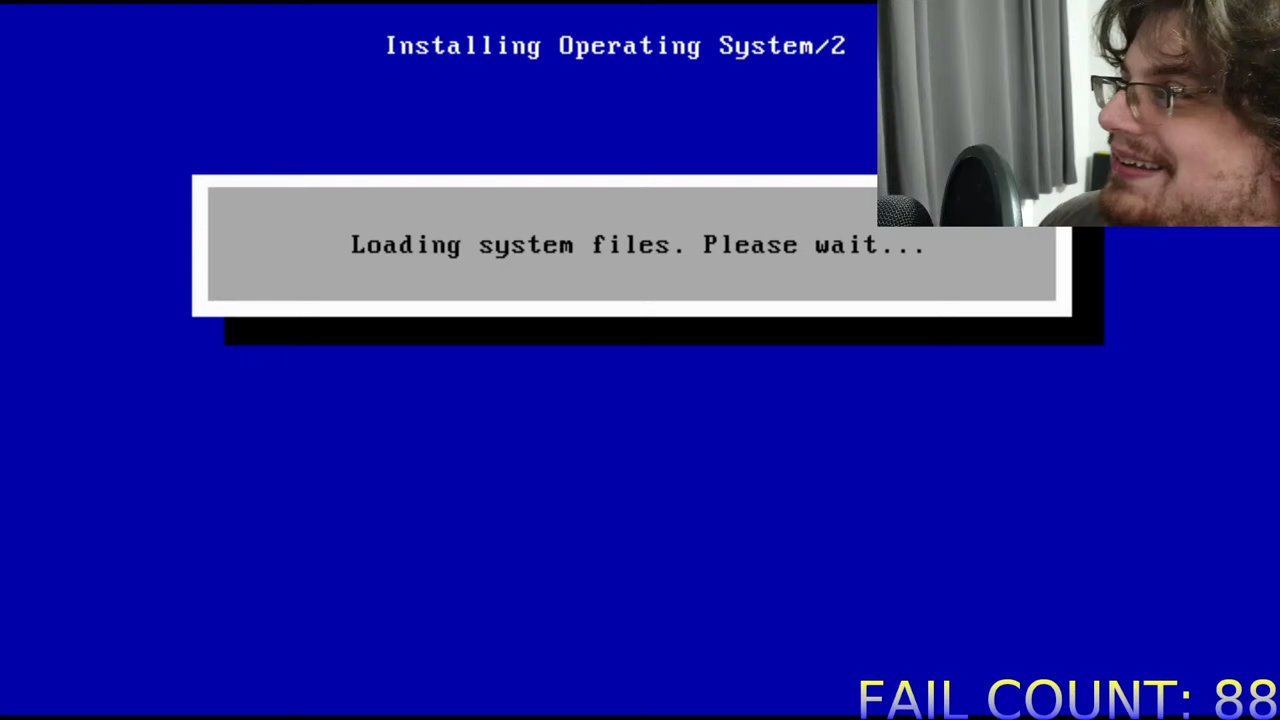 Installing Operating System/2
Loading system files. Please wait...
FAIL COUNT: 88